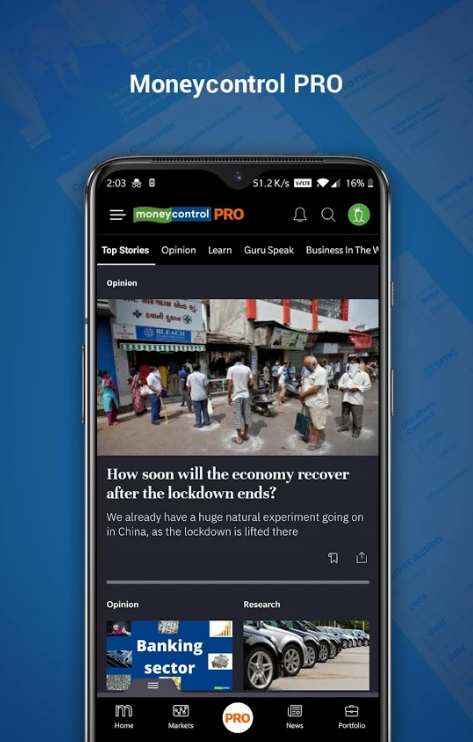 Moneycontrol PRO
2:03
51.2 K/s
16%
moneycontrol PRO
Top Stories Opinion Learn Guru Speak Business In The W
Opinion
BLEACH
How soon will the economy recover
after the lockdown ends?
We already have a huge natural experiment going on
in China, as the lockdown is lifted there
Opinion Research
Banking
sector
Home Markets PRO News Portfolio